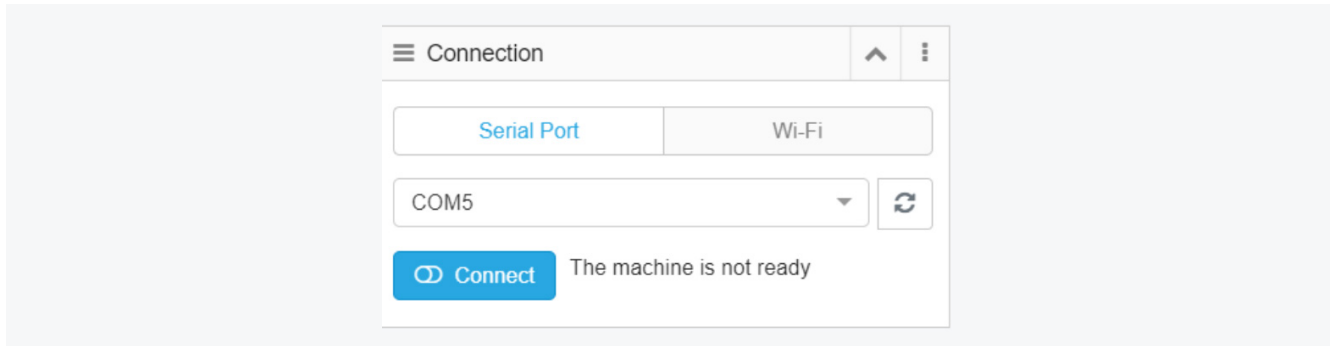 Connection
Serial Port Wi-Fi
COM5
Connect The machine is not ready